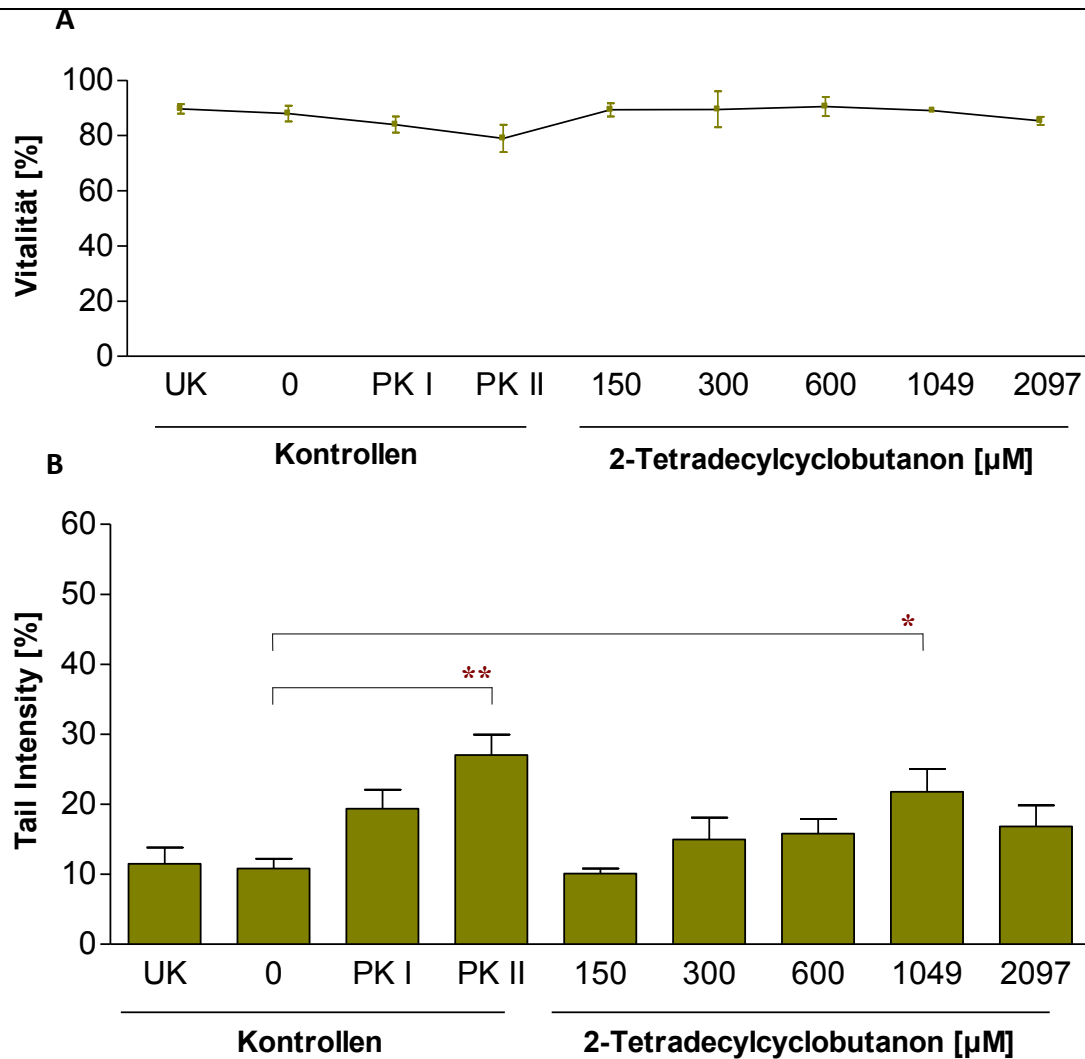 A
Vitalität [%]
100
80
60
40
20
0
UK 0 PK I PK II 150 300 600 1049 2097
Kontrollen 2-Tetradecylcyclobutanon [µM]
B
Tail Intensity [%]
60
50
40
30
20
10
0
*
**
UK 0 PK I PK II 150 300 600 1049 2097
Kontrollen 2-Tetradecylcyclobutanon [µM]